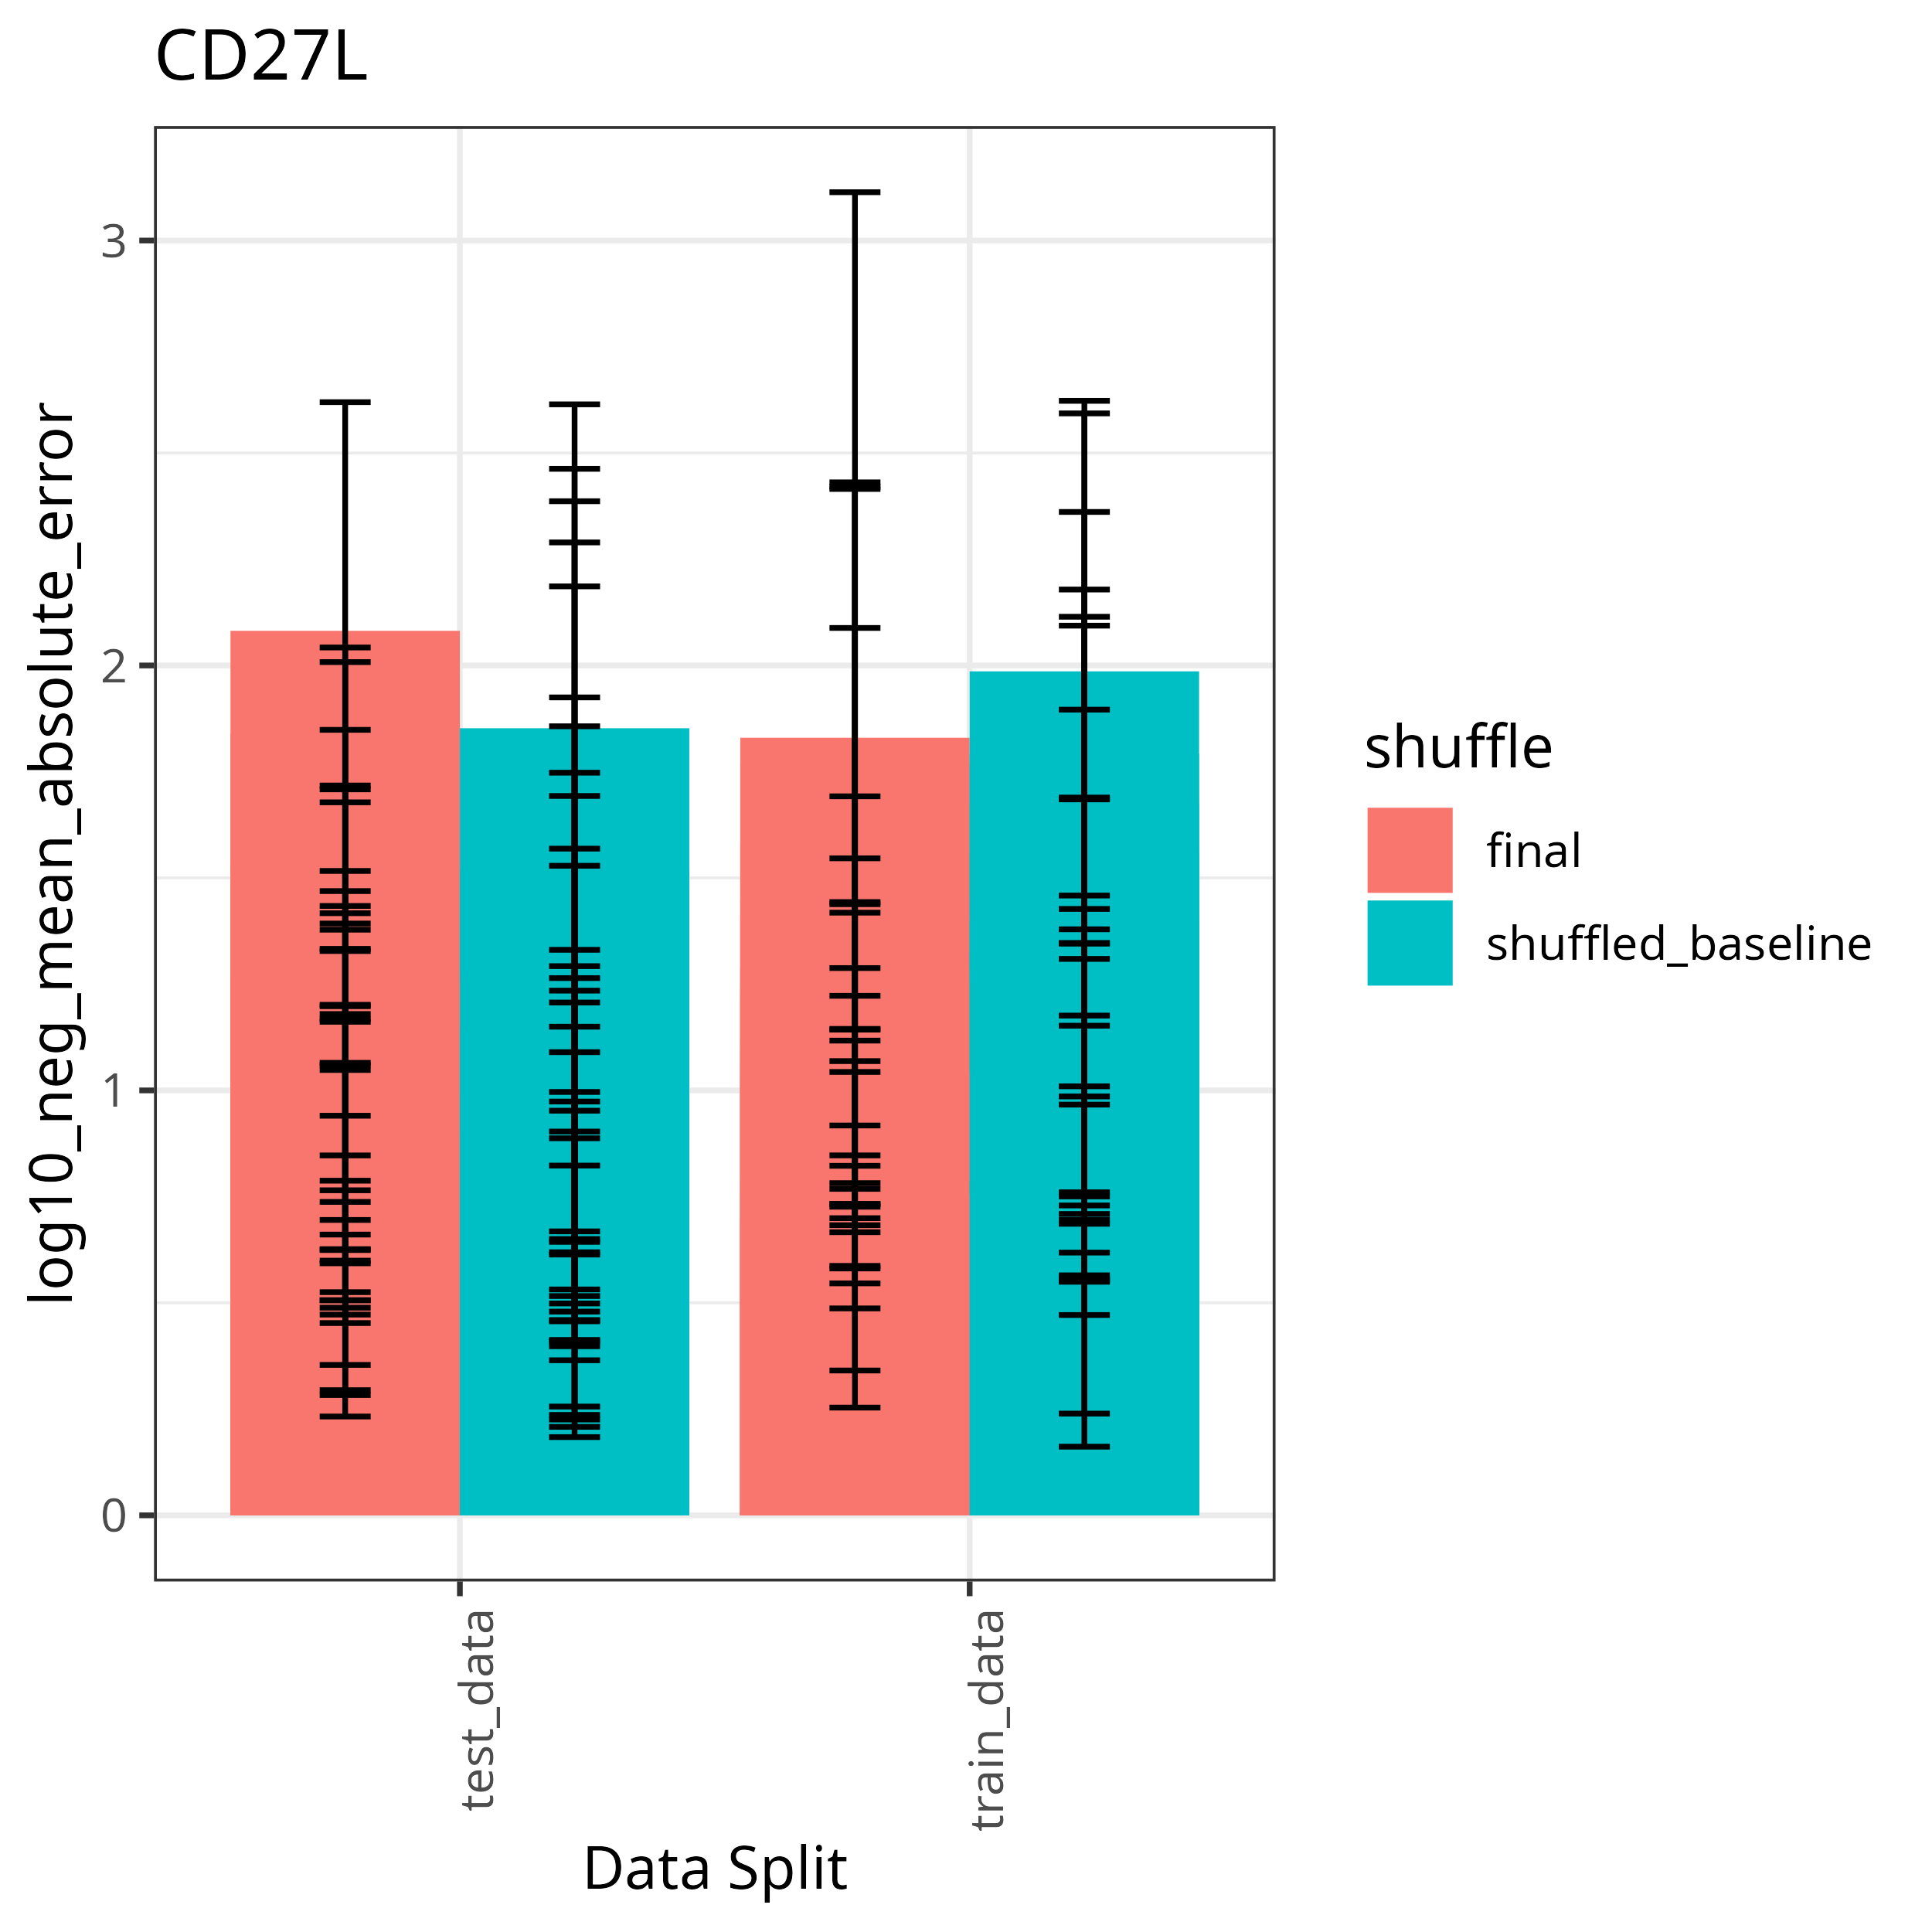 CD27L
log10_neg_mean_absolute_error
3
2
1
0
test_data
train_data
Data Split
shuffle
final
shuffled_baseline